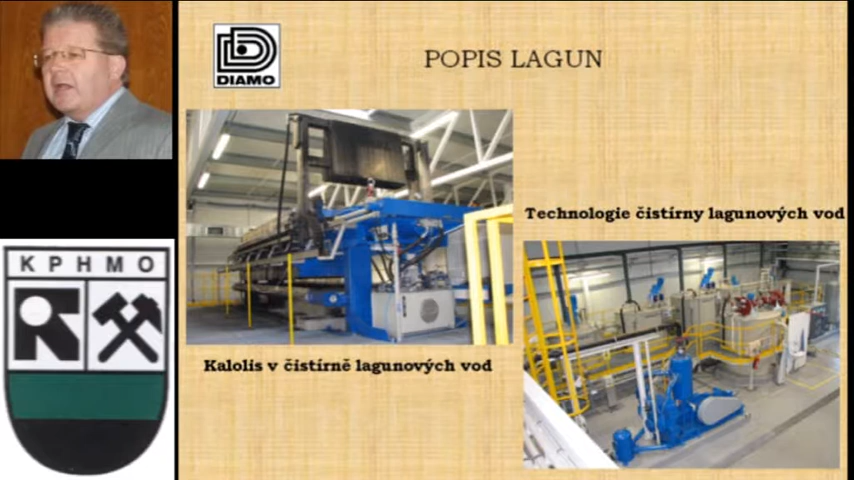 DIAMO
POPIS LAGUN
Technologie čistírny lagunových vod
KPHMO
Kalolis v čistírně lagunových vod